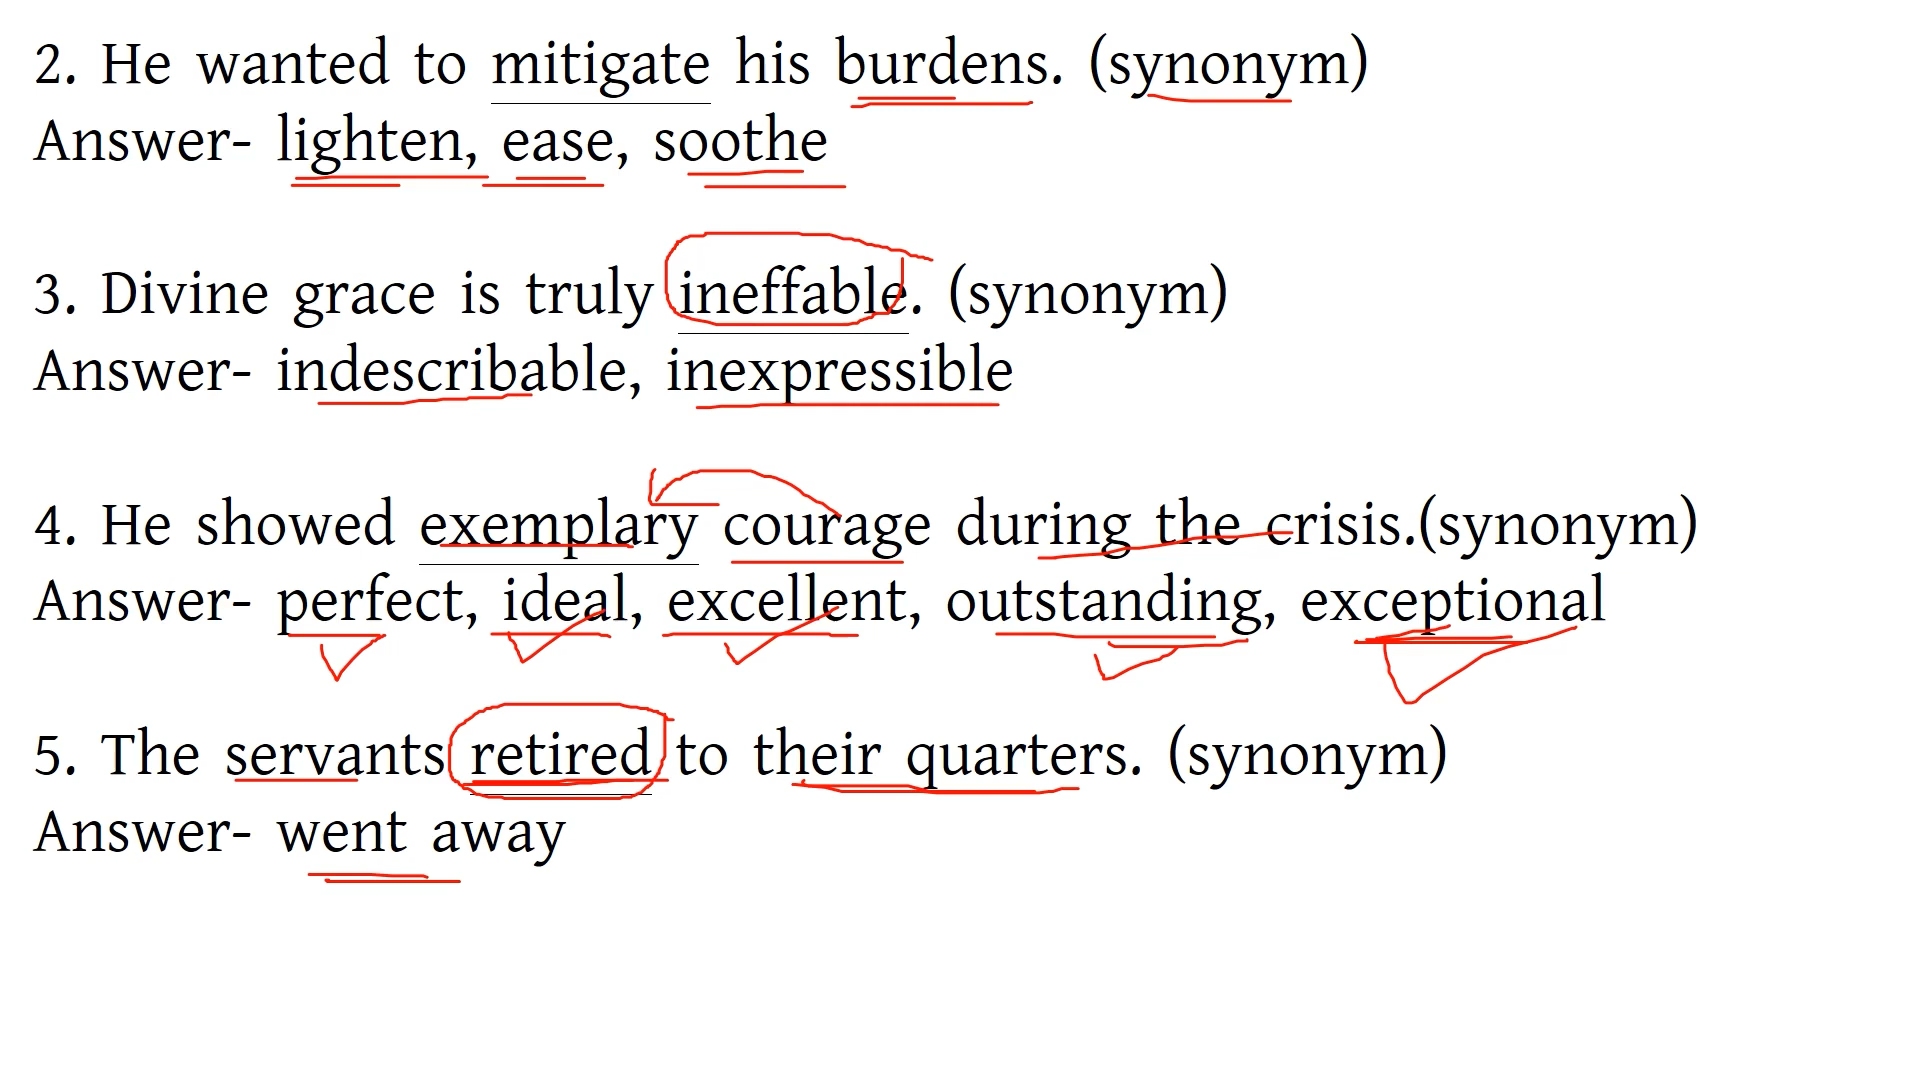 2. He wanted to mitigate his burdens. (synonym)
Answer- lighten, ease, soothe
3. Divine grace is truly ineffable. (synonym)
Answer- indescribable, inexpressible
4. He showed exemplary courage during the crisis.(synonym)
Answer- perfect, ideal, excellent, outstanding, exceptional
5. The servants retired to their quarters. (synonym)
Answer- went away